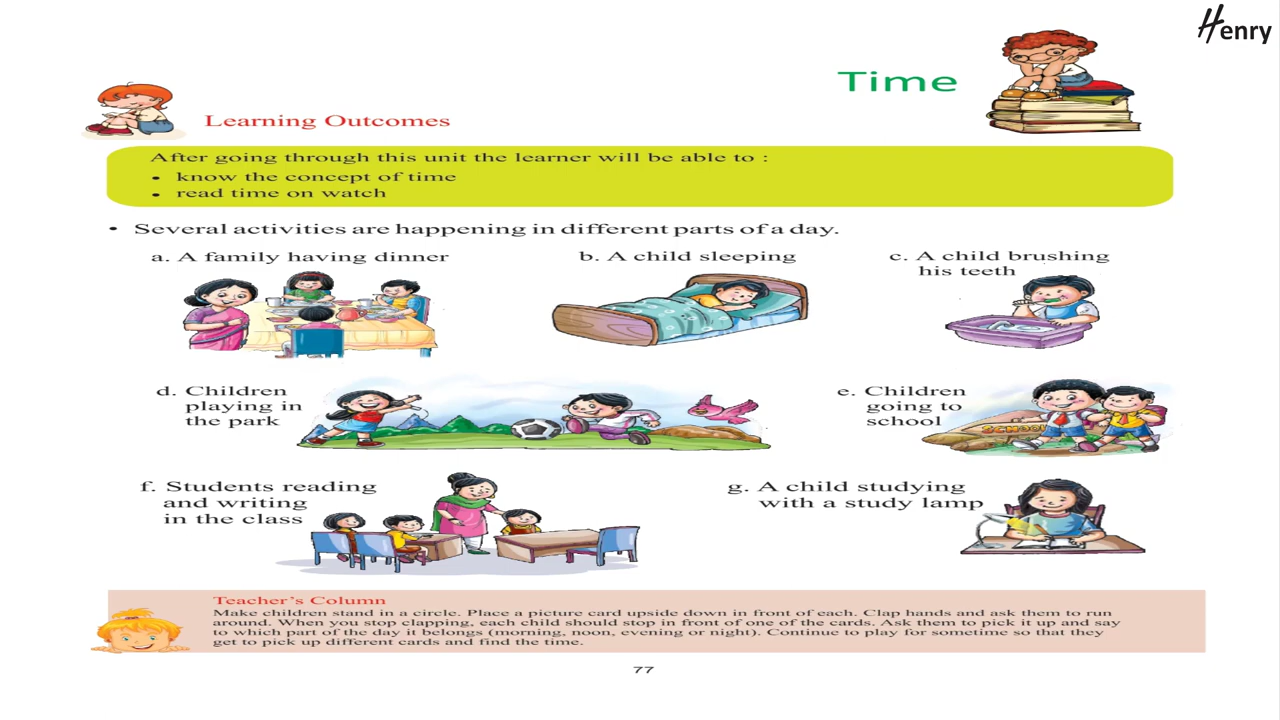 Henry
Time
Learning Outcomes
After going through this unit the learner will be able to :
• know the concept of time
• read time on watch
• Several activities are happening in different parts of a day.
a. A family having dinner
b. A child sleeping
c. A child brushing
his teeth
d. Children
playing in
the park
e. Children
going to
school
SCHOOL
f. Students reading
and writing
in the class
g. A child studying
with a study lamp
Teacher's Column
Make children stand in a circle. Place a picture card upside down in front of each. Clap hands and ask them to run
around. When you stop clapping, each child should stop in front of one of the cards. Ask them to pick it up and say
to which part of the day it belongs (morning, noon, evening or night). Continue to play for sometime so that they
get to pick up different cards and find the time.
77